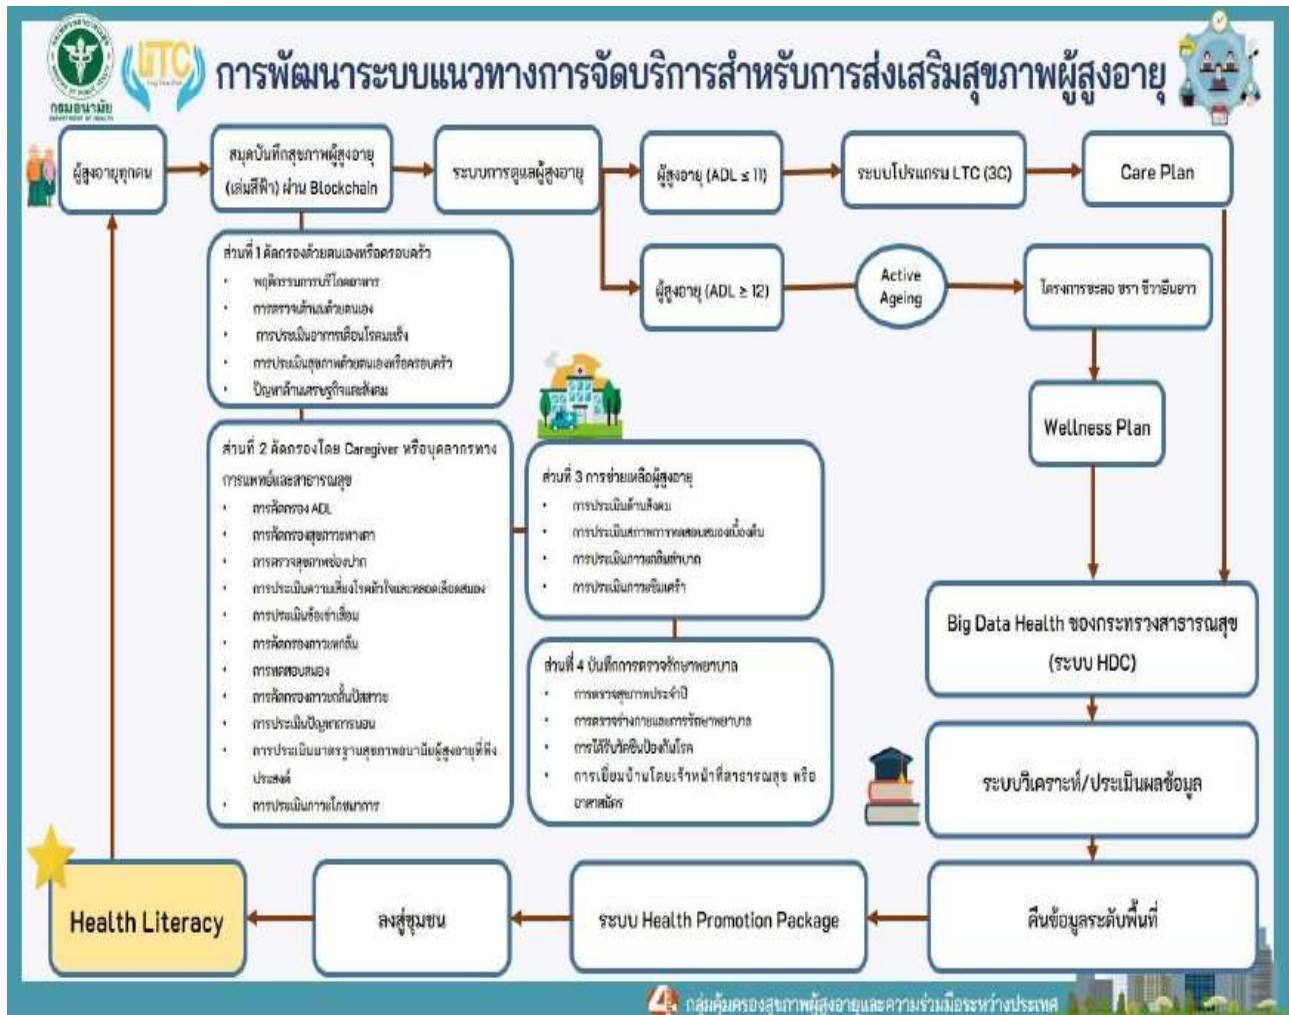 การพัฒนาระบบแนวทางการจัดบริการสำหรับการส่งเสริมสุขภาพผู้สูงอายุ
กรมอนามัย
DEPARTMENT OF HEALTH
LTC
ผู้สูงอายุทุกคน
สมุดบันทึกสุขภาพผู้สูงอายุ
(เล่มสีฟ้า) ผ่าน Blockchain
ระบบการดูแลผู้สูงอายุ
ผู้สูงอายุ (ADL ≤ 11)
ระบบโปรแกรม LTC (3C)
Care Plan
ผู้สูงอายุ (ADL ≥ 12)
Active
Ageing
โครงการชะลอ ชรา ชีวายืนยาว
Wellness Plan
ส่วนที่ 1 คัดกรองด้วยตนเองหรือครอบครัว
• พฤติกรรมการบริโภคอาหาร
• การตรวจเต้านมด้วยตนเอง
• การประเมินอาการเตือนโรคมะเร็ง
• การประเมินสุขภาพด้วยตนเองหรือครอบครัว
• ปัญหาด้านเศรษฐกิจและสังคม
ส่วนที่ 2 คัดกรองโดย Caregiver หรือบุคลากรทาง
การแพทย์และสาธารณสุข
• การคัดกรอง ADL
• การคัดกรองสุขภาวะทางตา
• การตรวจสุขภาพช่องปาก
• การประเมินความเสี่ยงโรคหัวใจและหลอดเลือดสมอง
• การประเมินข้อเข่าเสื่อม
• การคัดกรองภาวะหกล้ม
• การทดสอบสมอง
• การคัดกรองภาวะกลั้นปัสสาวะ
• การประเมินปัญหาการนอน
• การประเมินมาตรฐานสุขภาพอนามัยผู้สูงอายุที่พึง
ประสงค์
• การประเมินภาวะโภชนาการ
ส่วนที่ 3 การช่วยเหลือผู้สูงอายุ
• การประเมินด้านสังคม
• การประเมินสภาพการทดสอบสมองเบื้องต้น
• การประเมินภาวะกลืนลำบาก
• การประเมินภาวะซึมเศร้า
ส่วนที่ 4 บันทึกการตรวจรักษาพยาบาล
• การตรวจสุขภาพประจำปี
• การตรวจร่างกายและการรักษาพยาบาล
• การได้รับวัคซีนป้องกันโรค
• การเยี่ยมบ้านโดยเจ้าหน้าที่สาธารณสุข หรือ
อาสาสมัคร
Big Data Health ของกระทรวงสาธารณสุข
(ระบบ HDC)
ระบบวิเคราะห์/ประเมินผลข้อมูล
คืนข้อมูลระดับพื้นที่
ระบบ Health Promotion Package
ลงสู่ชุมชน
Health Literacy
4 กลุ่มคุ้มครองสุขภาพผู้สูงอายุและความร่วมมือระหว่างประเทศ